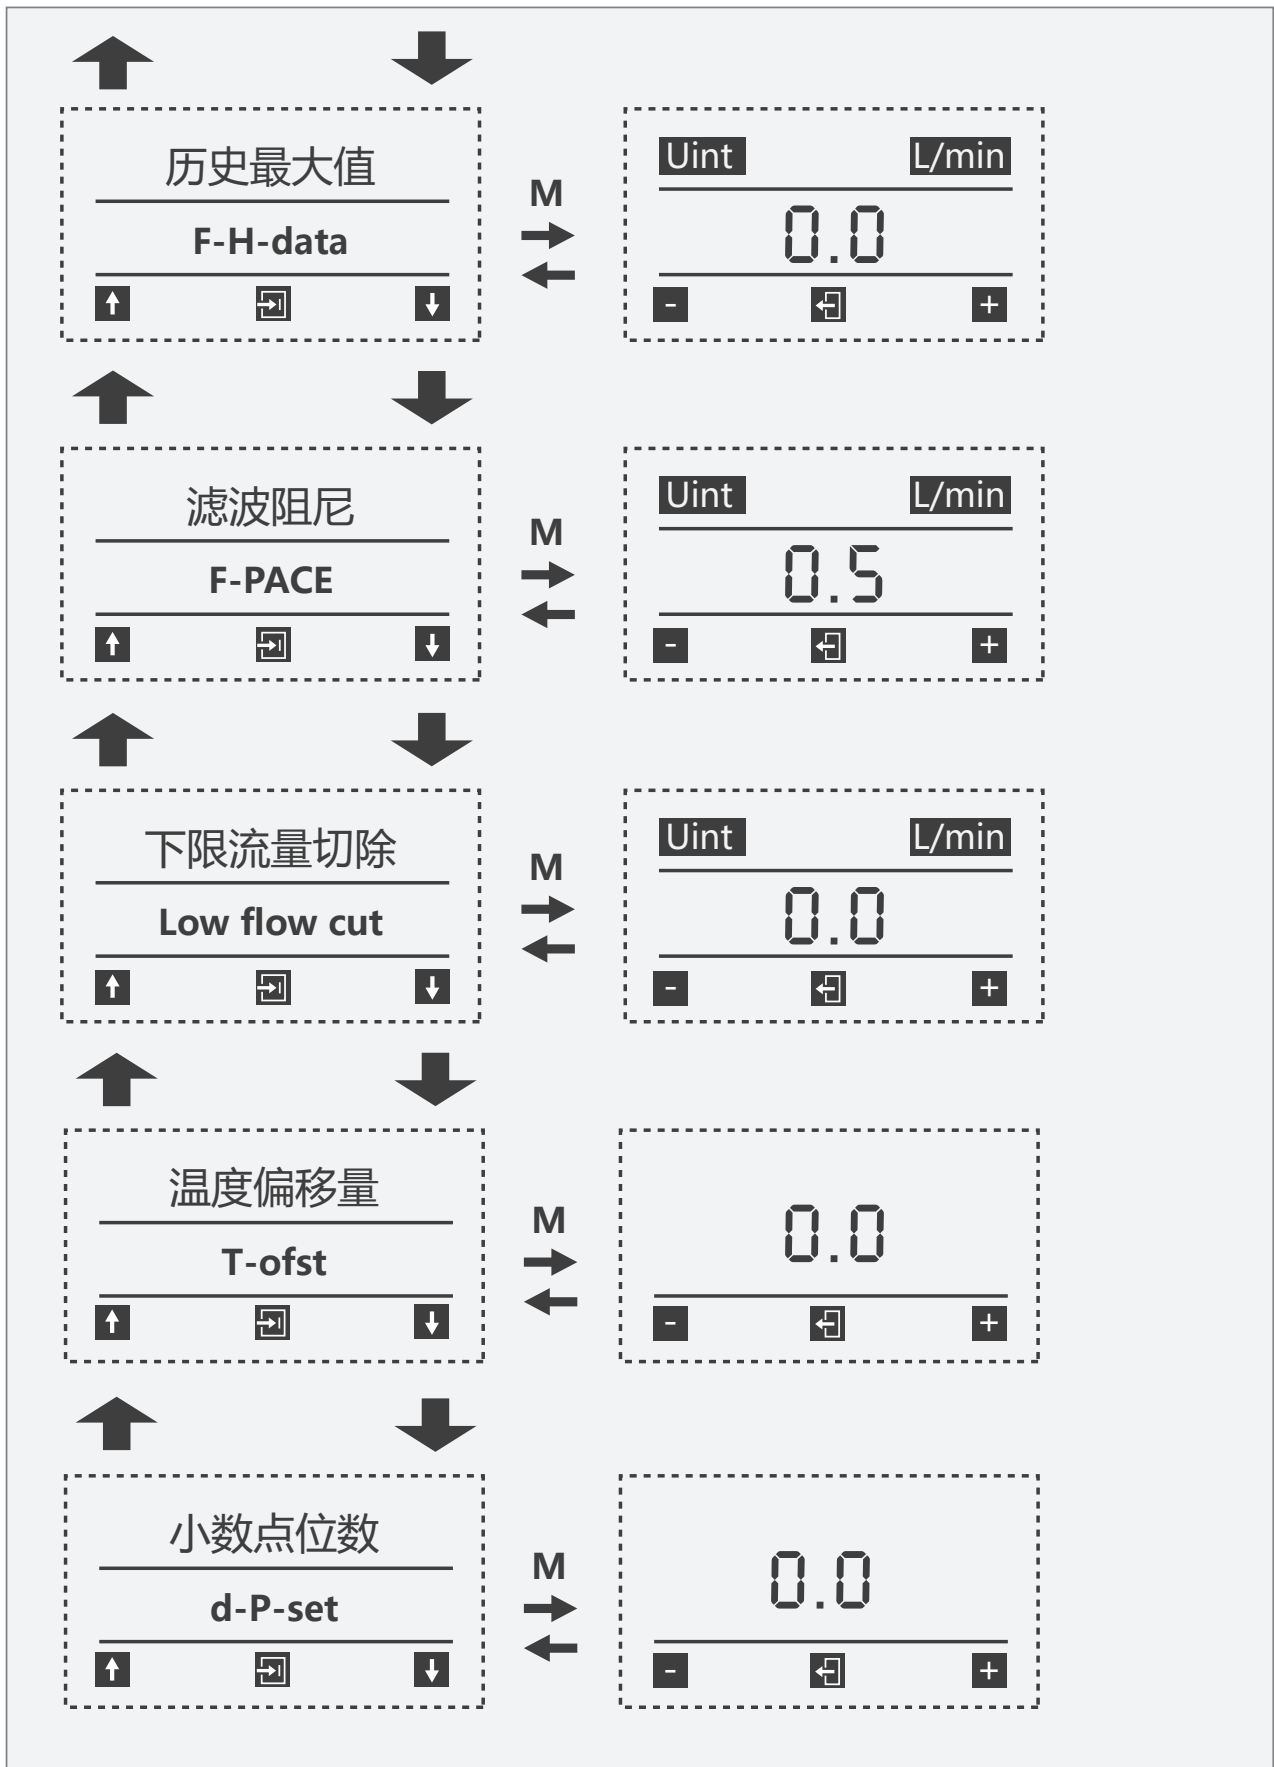 历史最大值
F-H-data
M
Uint L/min
0.0
- +
滤波阻尼
F-PACE
M
Uint L/min
0.5
- +
下限流量切除
Low flow cut
M
Uint L/min
0.0
- +
温度偏移量
T-ofst
M
0.0
- +
小数点位数
d-P-set
M
0.0
- +